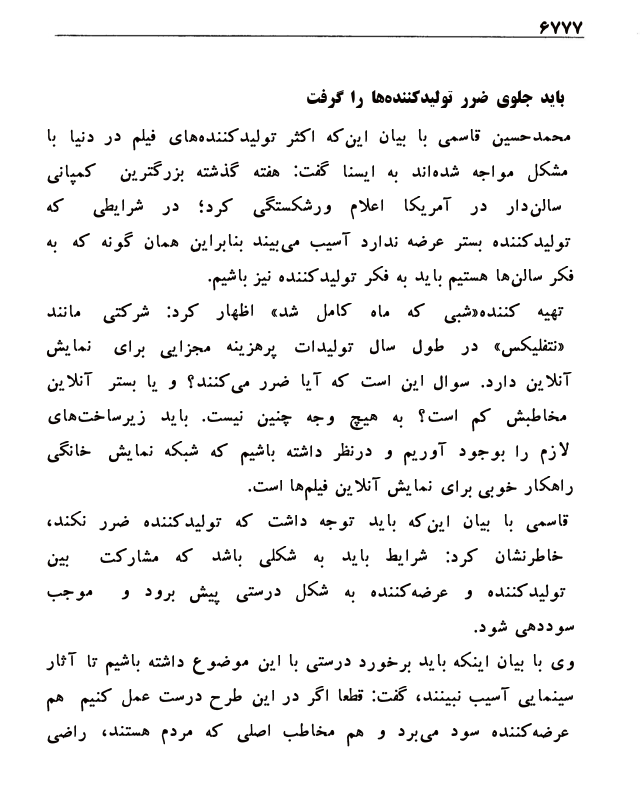 ۶۷۷۷
باید جلوی ضرر تولیدکننده‌ها را گرفت
محمدحسین قاسمی با بیان این‌که اکثر تولیدکننده‌های فیلم در دنیا با
مشکل مواجه شده‌اند به ایسنا گفت: هفته گذشته بزرگترین کمپانی
سالن‌دار در آمریکا اعلام ورشکستگی کرد؛ در شرایطی که
تولیدکننده بستر عرضه ندارد آسیب می‌بیند بنابراین همان گونه که به
فکر سالن‌ها هستیم باید به فکر تولیدکننده نیز باشیم.
تهیه کننده«شبی که ماه کامل شد» اظهار کرد: شرکتی مانند
«نتفلیکس» در طول سال تولیدات پرهزینه مجزایی برای نمایش
آنلاین دارد. سوال این است که آیا ضرر می‌کنند؟ و یا بستر آنلاین
مخاطبش کم است؟ به هیچ وجه چنین نیست. باید زیرساخت‌های
لازم را بوجود آوریم و درنظر داشته باشیم که شبکه نمایش خانگی
راهکار خوبی برای نمایش آنلاین فیلم‌ها است.
قاسمی با بیان این‌که باید توجه داشت که تولیدکننده ضرر نکند،
خاطرنشان کرد: شرایط باید به شکلی باشد که مشارکت بین
تولیدکننده و عرضه‌کننده به شکل درستی پیش برود و موجب
سوددهی شود.
وی با بیان اینکه باید برخورد درستی با این موضوع داشته باشیم تا آثار
سینمایی آسیب نبینند، گفت: قطعا اگر در این طرح درست عمل کنیم هم
عرضه‌کننده سود می‌برد و هم مخاطب اصلی که مردم هستند، راضی